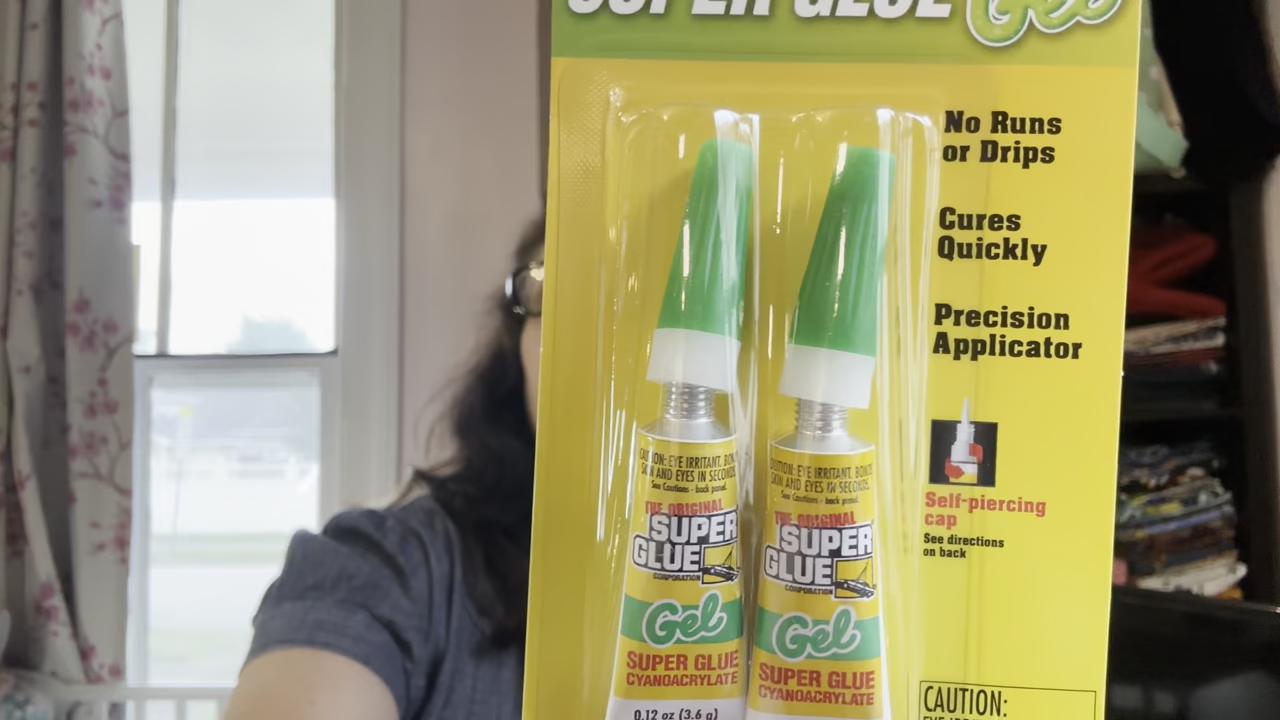 SUPER GLUE Gel
No Runs
or Drips
Cures
Quickly
Precision
Applicator
Self-piercing
cap
See directions
on back
CAUTION:
CAUTION: EYE IRRITANT. BONDS
SKIN AND EYES IN SECONDS.
See Cautions - back panel.
THE ORIGINAL
SUPER
GLUE
CORPORATION
Gel
SUPER GLUE
CYANOACRYLATE
0.12 oz (3.6 g)
CAUTION: EYE IRRITANT. BONDS
SKIN AND EYES IN SECONDS.
See Cautions - back panel.
THE ORIGINAL
SUPER
GLUE
CORPORATION
Gel
SUPER GLUE
CYANOACRYLATE